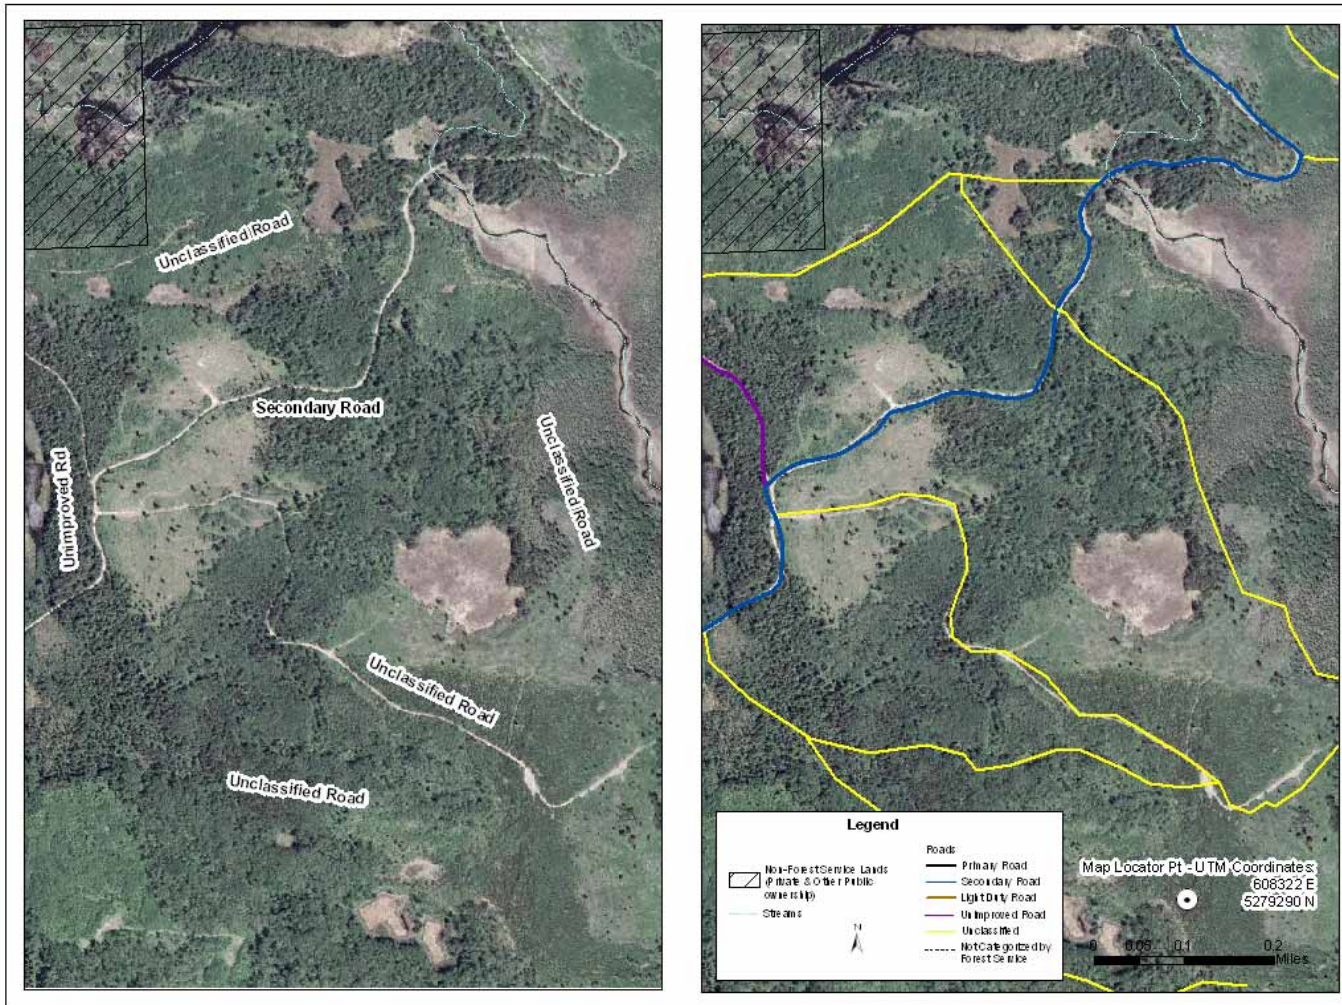 Unclassified Road
Secondary Road
Unimproved Rd
Unclassified Road
Unclassified Road
Unclassified Road
Legend
Non-Forest Service Lands
(Private & Other Public
ownership)
Streams
N
Roads
Primary Road
Secondary Road
Light Duty Road
Unimproved Road
Unclassified
Not Categorized by
Forest Service
Map Locator Pt - UTM Coordinates:
608322 E
5279290 N
0 0.05 0.1 0.2
Miles